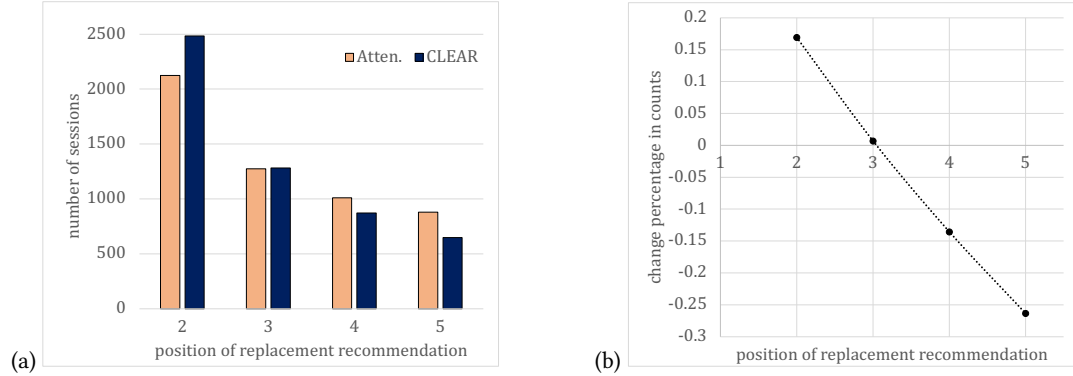 2500
2000
1500
1000
500
0
number of sessions
Atten. CLEAR
2 3 4 5
position of replacement recommendation
(a)
0.2
0.15
0.1
0.05
0
-0.05
-0.1
-0.15
-0.2
-0.25
-0.3
change percentage in counts
1 2 3 4 5
position of replacement recommendation
(b)